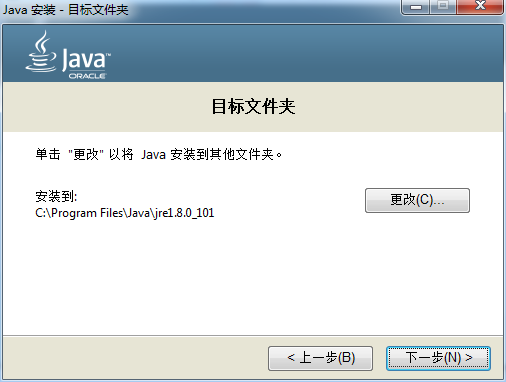 Java 安装 - 目标文件夹
Java™
ORACLE
目标文件夹
单击 "更改" 以将 Java 安装到其他文件夹。
安装到:
C:\Program Files\Java\jre1.8.0_101
更改(C)...
< 上一步(B)
下一步(N) >